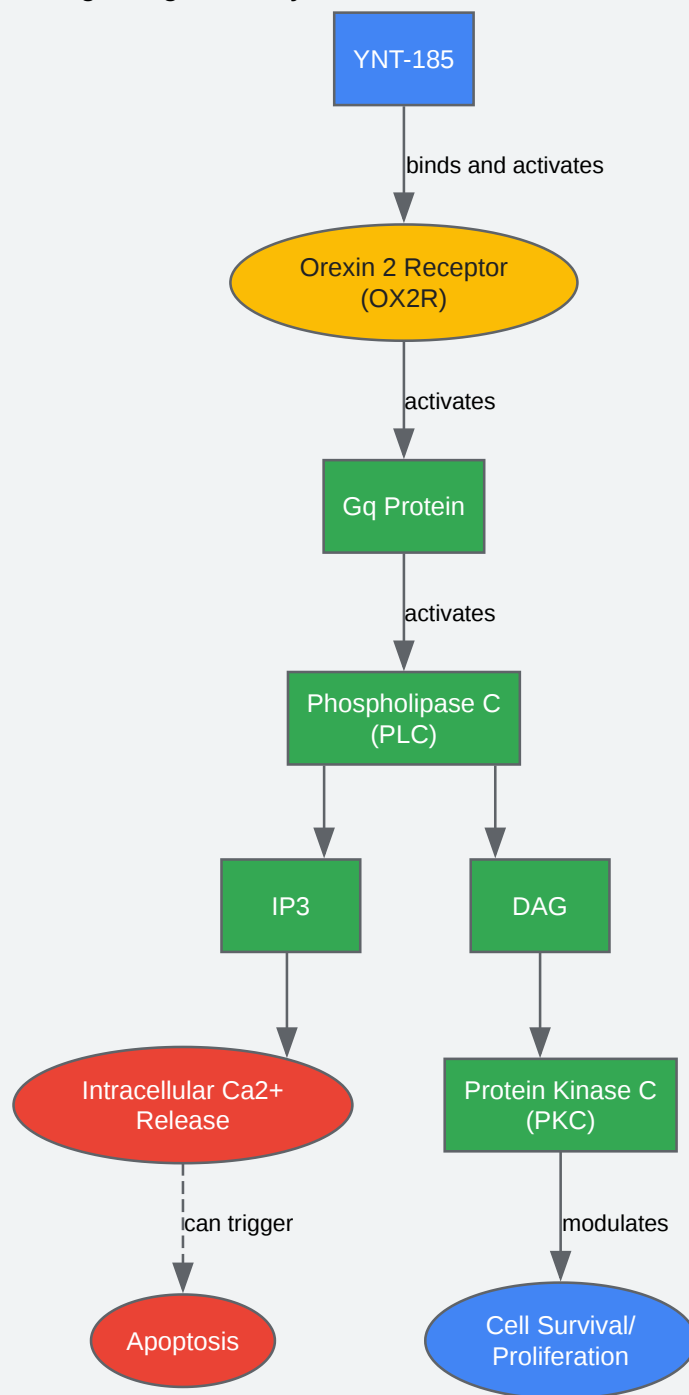 YNT-185
binds and activates
Orexin 2 Receptor
(OX2R)
activates
Gq Protein
activates
Phospholipase C
(PLC)
IP3
DAG
Intracellular Ca2+
Release
Protein Kinase C
(PKC)
can trigger
modulates
Apoptosis
Cell Survival/
Proliferation